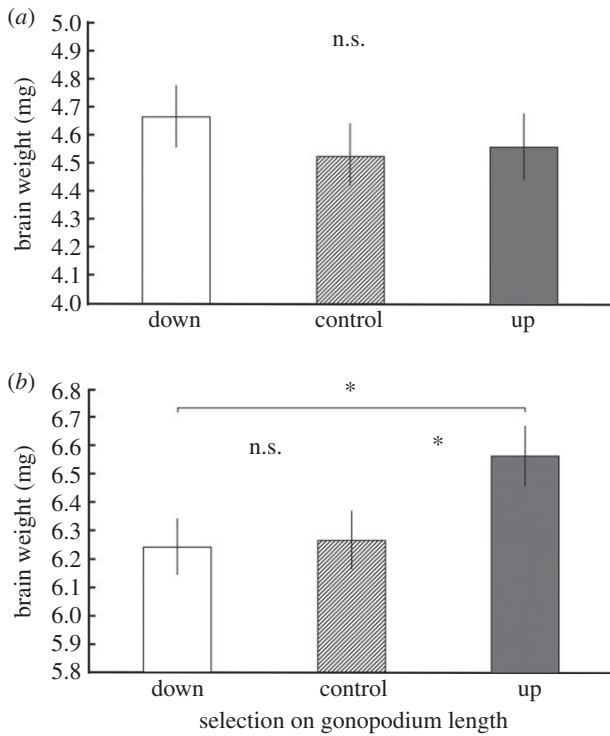 (a)
5.0
4.9
4.8
4.7
4.6
4.5
4.4
4.3
4.2
4.1
4.0
brain weight (mg)
n.s.
down control up
(b)
6.8
6.7
6.6
6.5
6.4
6.3
6.2
6.1
6.0
5.9
5.8
brain weight (mg)
*
n.s. *
down control up
selection on gonopodium length